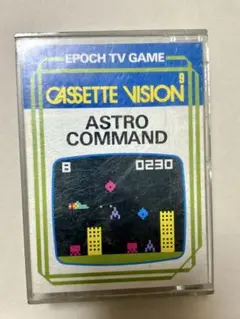 EPOCH TV GAME
9
CASSETTE VISION
ASTRO
COMMAND
8 0230